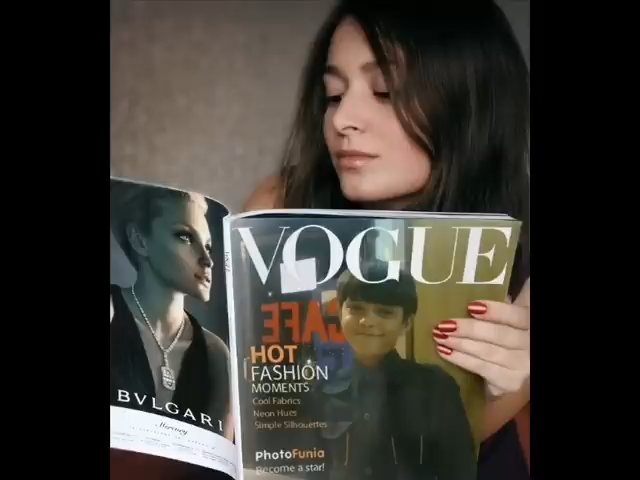 VOGUE
CAFE
HOT
FASHION
MOMENTS
Cool Fabrics
Neon Hues
Simple Silhouettes
PhotoFunia
Become a star!
BVLGARI